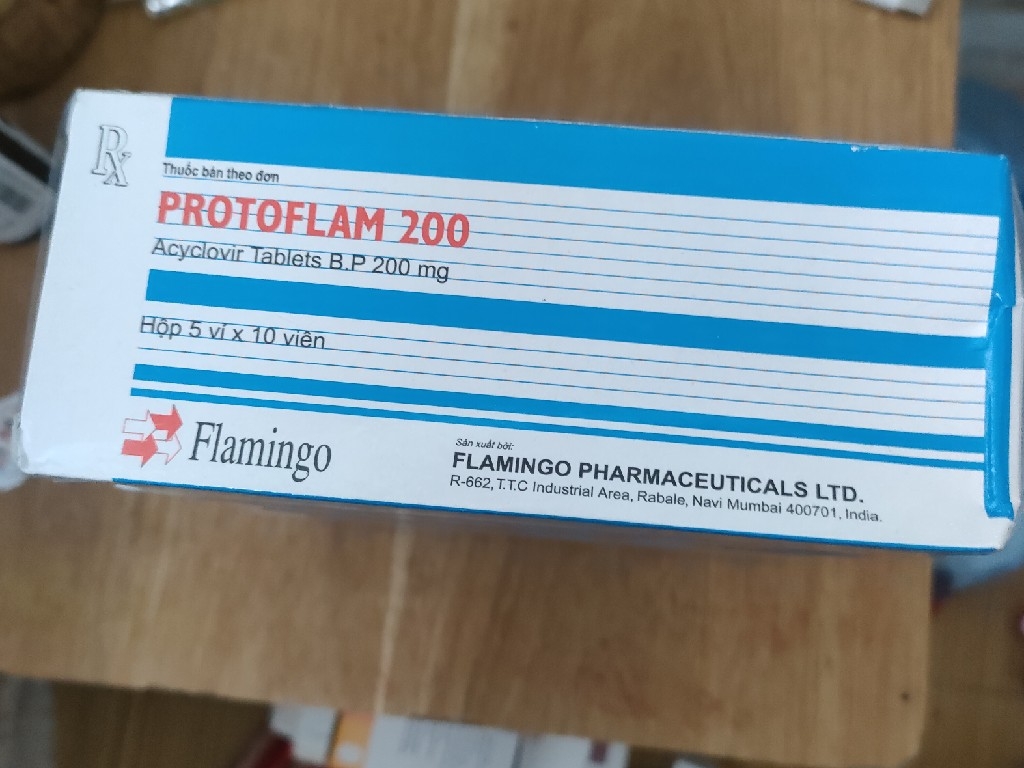 Rx
Thuốc bán theo đơn
PROTOFLAM 200
Acyclovir Tablets B.P 200 mg
Hộp 5 vỉ x 10 viên
Flamingo
Sản xuất bởi:
FLAMINGO PHARMACEUTICALS LTD.
R-662, T.T.C Industrial Area, Rabale, Navi Mumbai 400701, India.